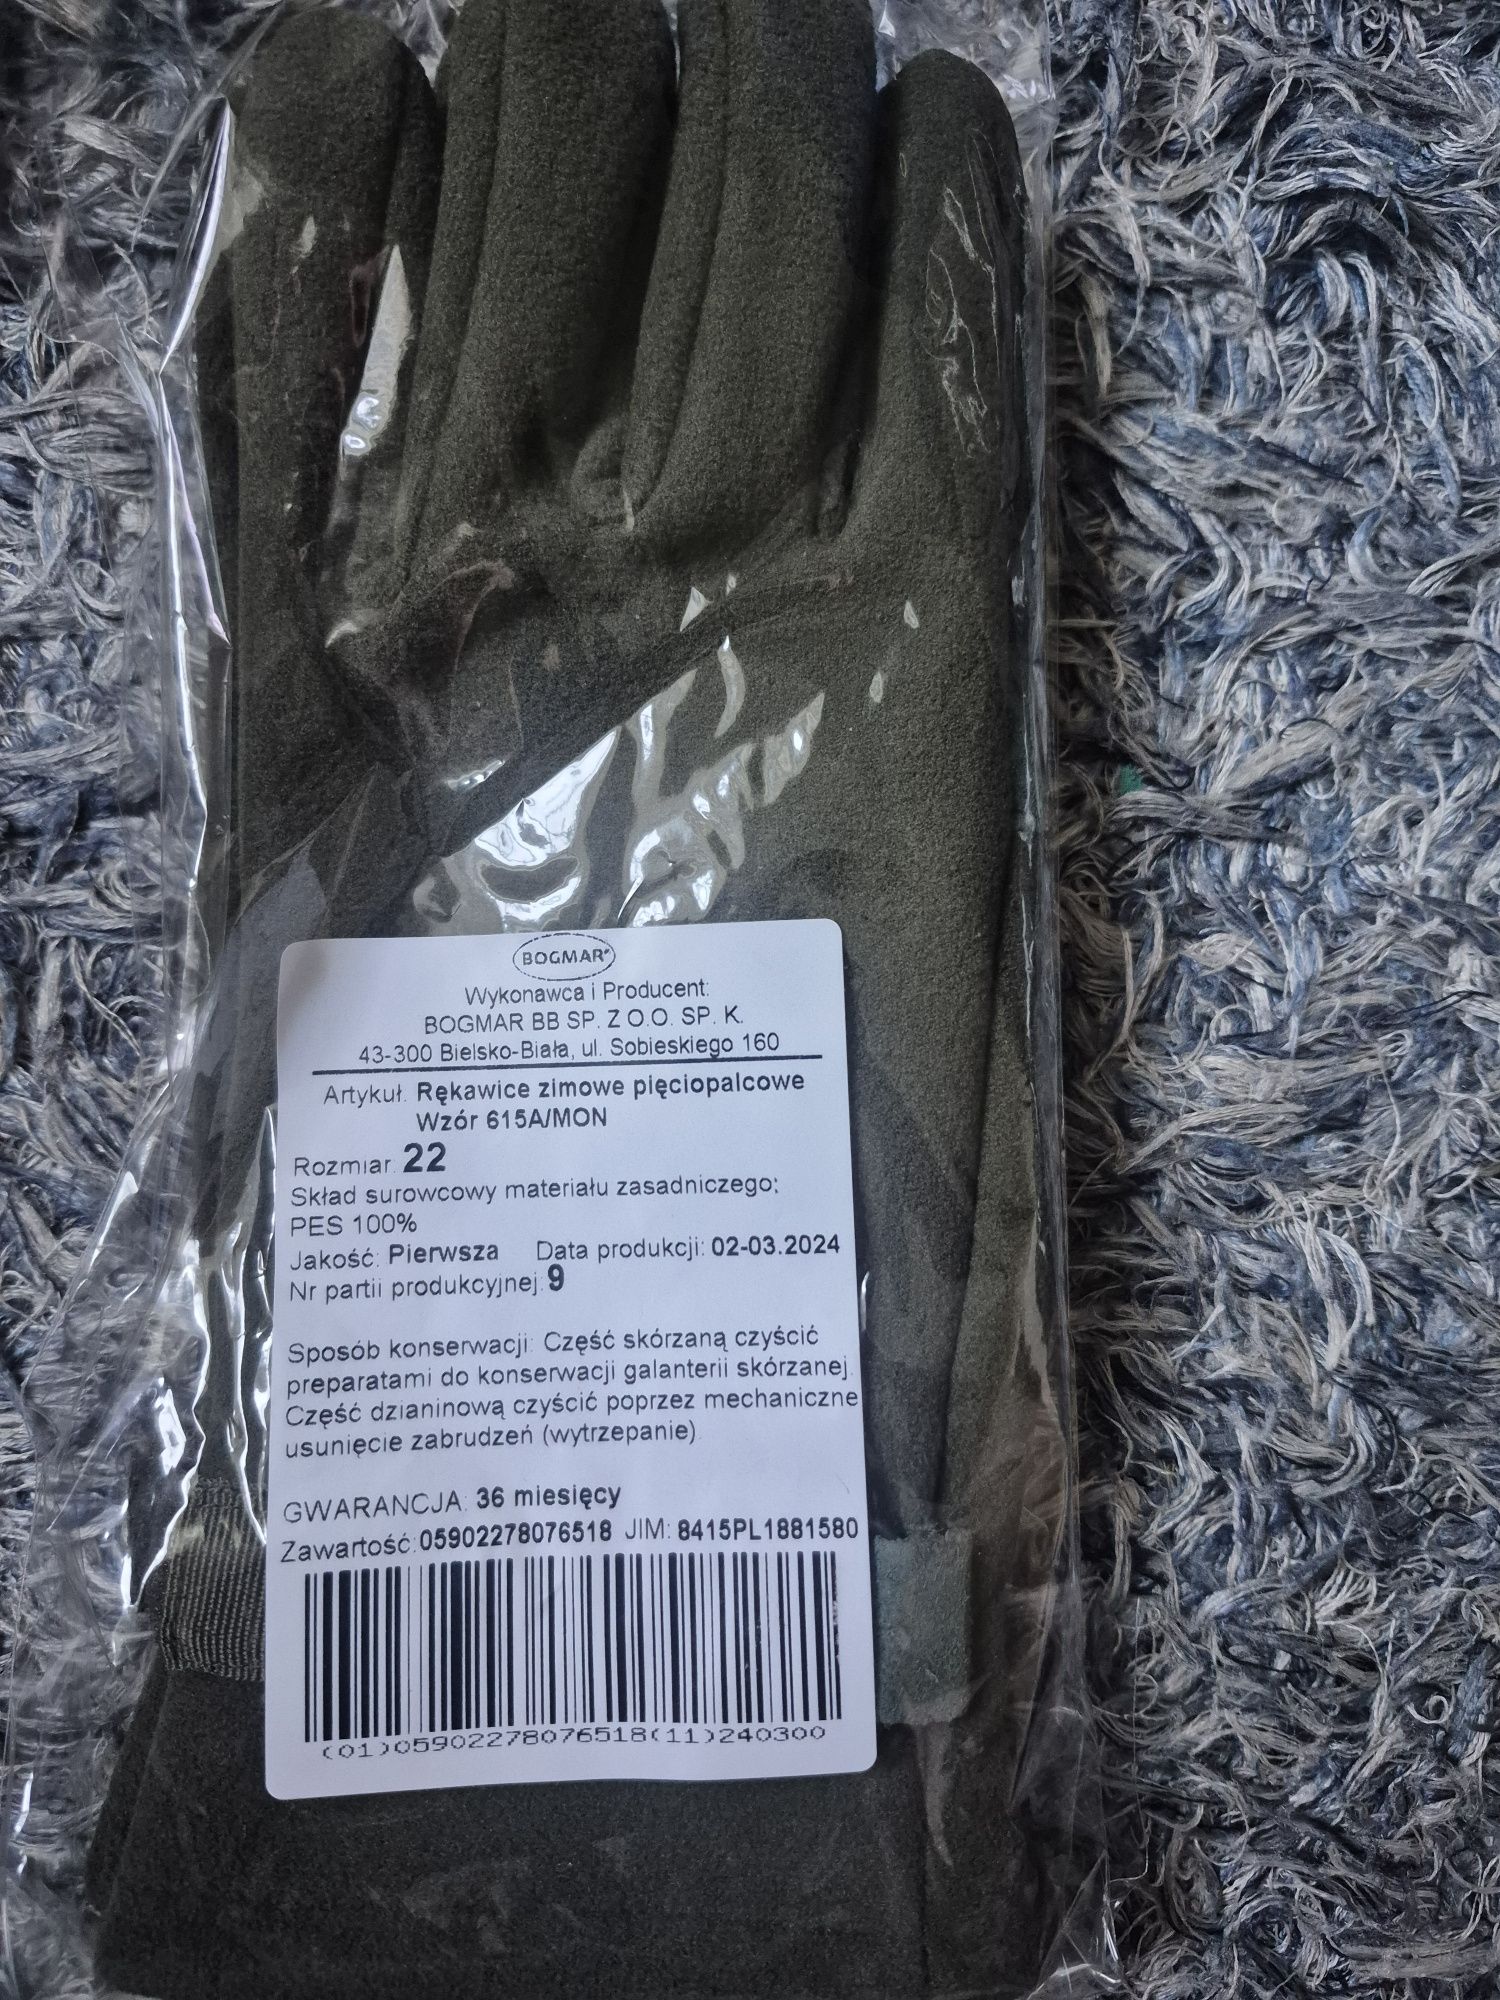 BOGMAR®
Wykonawca i Producent:
BOGMAR BB SP. Z O.O. SP. K.
43-300 Bielsko-Biała, ul. Sobieskiego 160
Artykuł: Rękawice zimowe pięciopalcowe
Wzór 615A/MON
Rozmiar: 22
Skład surowcowy materiału zasadniczego:
PES 100%
Jakość: Pierwsza Data produkcji: 02-03.2024
Nr partii produkcyjnej: 9
Sposób konserwacji: Część skórzaną czyścić
preparatami do konserwacji galanterii skórzanej.
Część dzianinową czyścić poprzez mechaniczne
usunięcie zabrudzeń (wytrzepanie).
GWARANCJA: 36 miesięcy
Zawartość: 05902278076518 JIM: 8415PL1881580
(01)05902278076518(11)240300